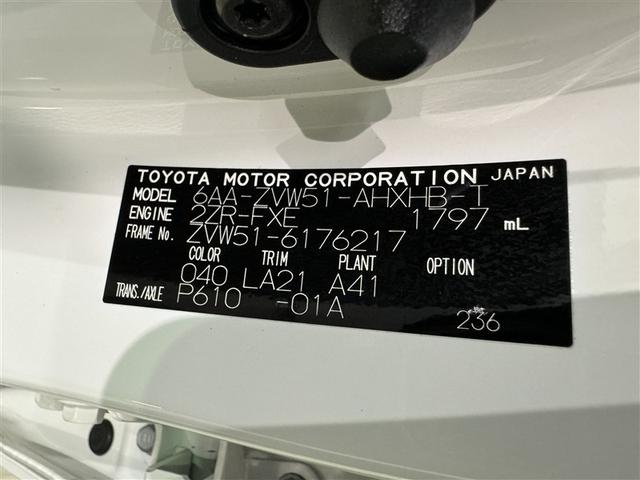 TOYOTA MOTOR CORPORATION JAPAN
MODEL 6AA-ZVW51-AHXHB-T
ENGINE 2ZR-FXE 1797 mL
FRAME No. ZVW51-6176217
COLOR TRIM PLANT OPTION
040 LA21 A41
TRANS./AXLE P610 -01A
236